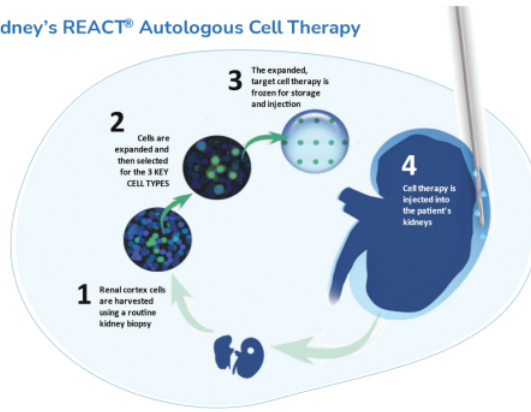 dney's REACT® Autologous Cell Therapy
3
The expanded,
target cell therapy is
frozen for storage
and injection
2
Cells are
expanded and
then selected
for the 3 KEY
CELL TYPES
4
Cell therapy is
injected into
the patient's
kidneys
1
Renal cortex cells
are harvested
using a routine
kidney biopsy